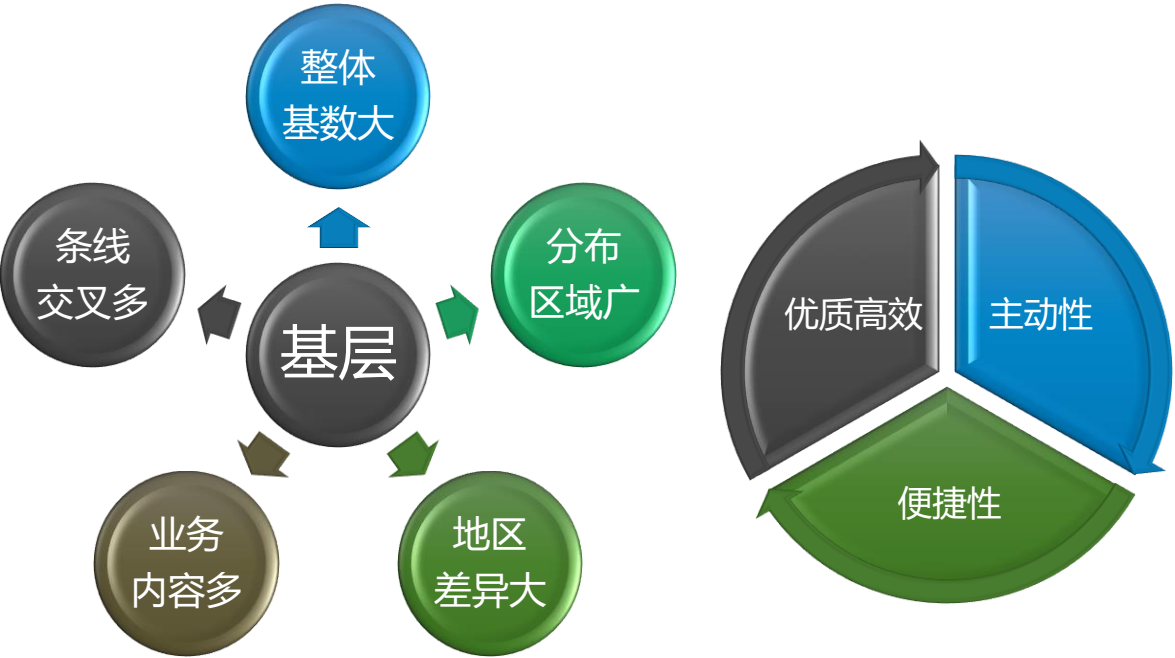 整体
基数大
条线
交叉多
分布
区域广
基层
业务
内容多
地区
差异大
优质高效
主动性
便捷性